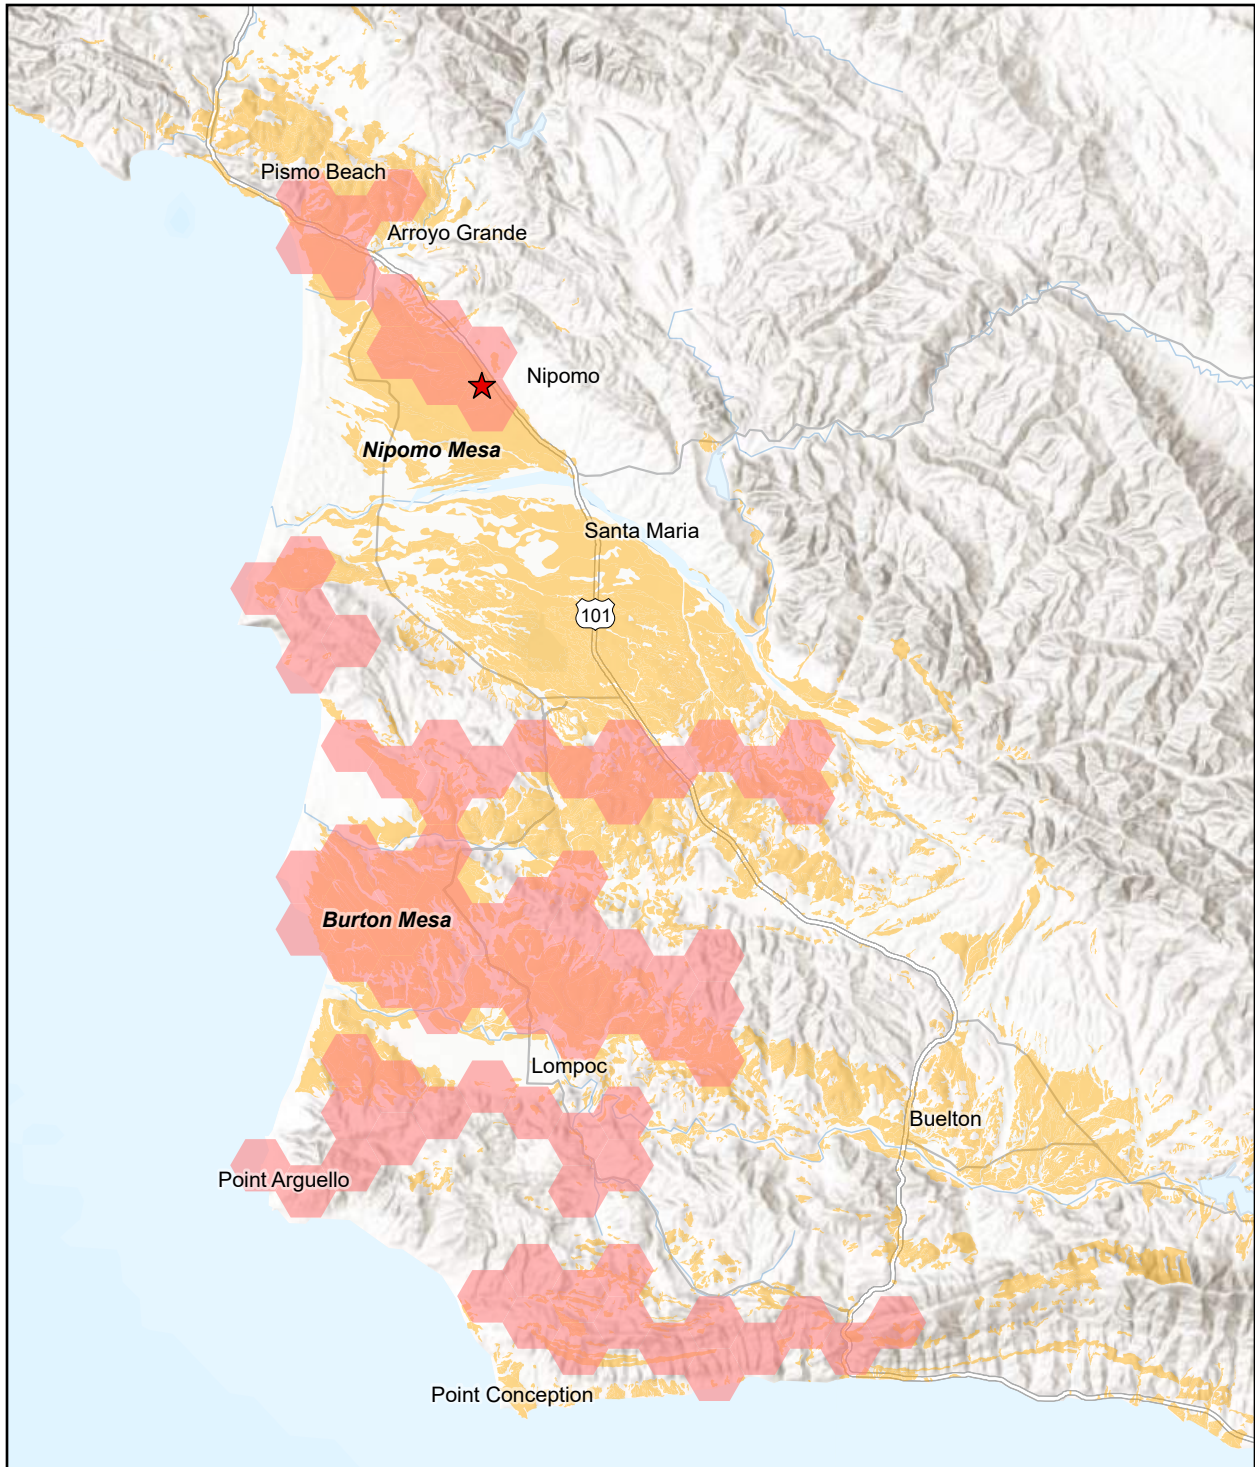 Pismo Beach
Arroyo Grande
Nipomo
Nipomo Mesa
Santa Maria
101
Burton Mesa
Lompoc
Buelton
Point Arguello
Point Conception